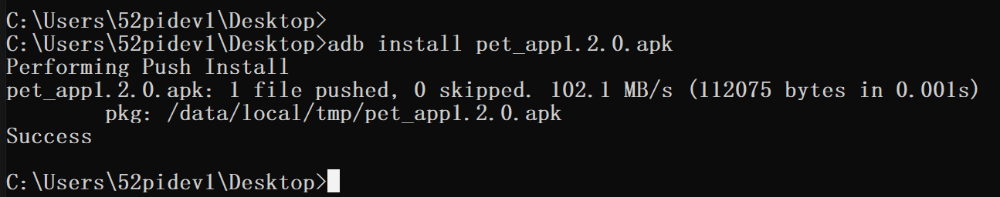 C:\Users\52pidev1\Desktop>
C:\Users\52pidev1\Desktop>adb install pet_app1.2.0.apk
Performing Push Install
pet_app1.2.0.apk: 1 file pushed, 0 skipped. 102.1 MB/s (112075 bytes in 0.001s)
        pkg: /data/local/tmp/pet_app1.2.0.apk
Success
C:\Users\52pidev1\Desktop>